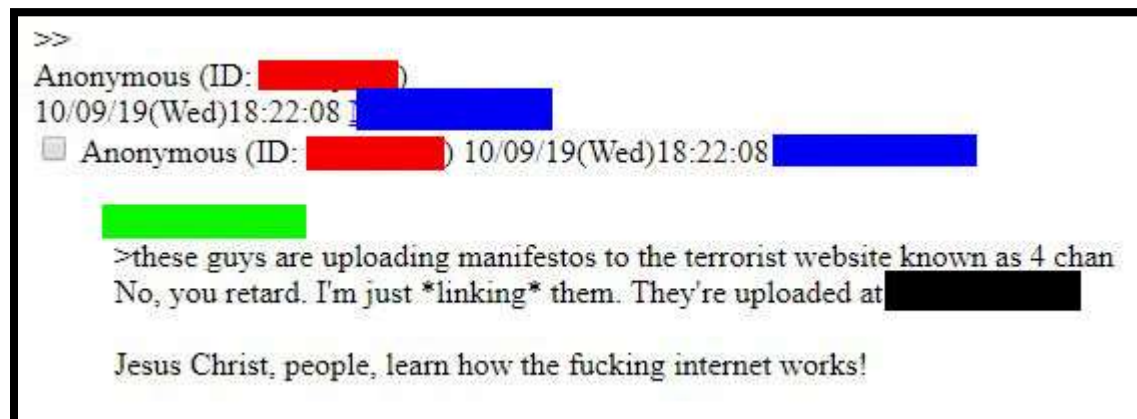 >>
Anonymous (ID: )
10/09/19(Wed)18:22:08
Anonymous (ID: ) 10/09/19(Wed)18:22:08
>these guys are uploading manifestos to the terrorist website known as 4 chan
No, you retard. I'm just *linking* them. They're uploaded at
Jesus Christ, people, learn how the fucking internet works!